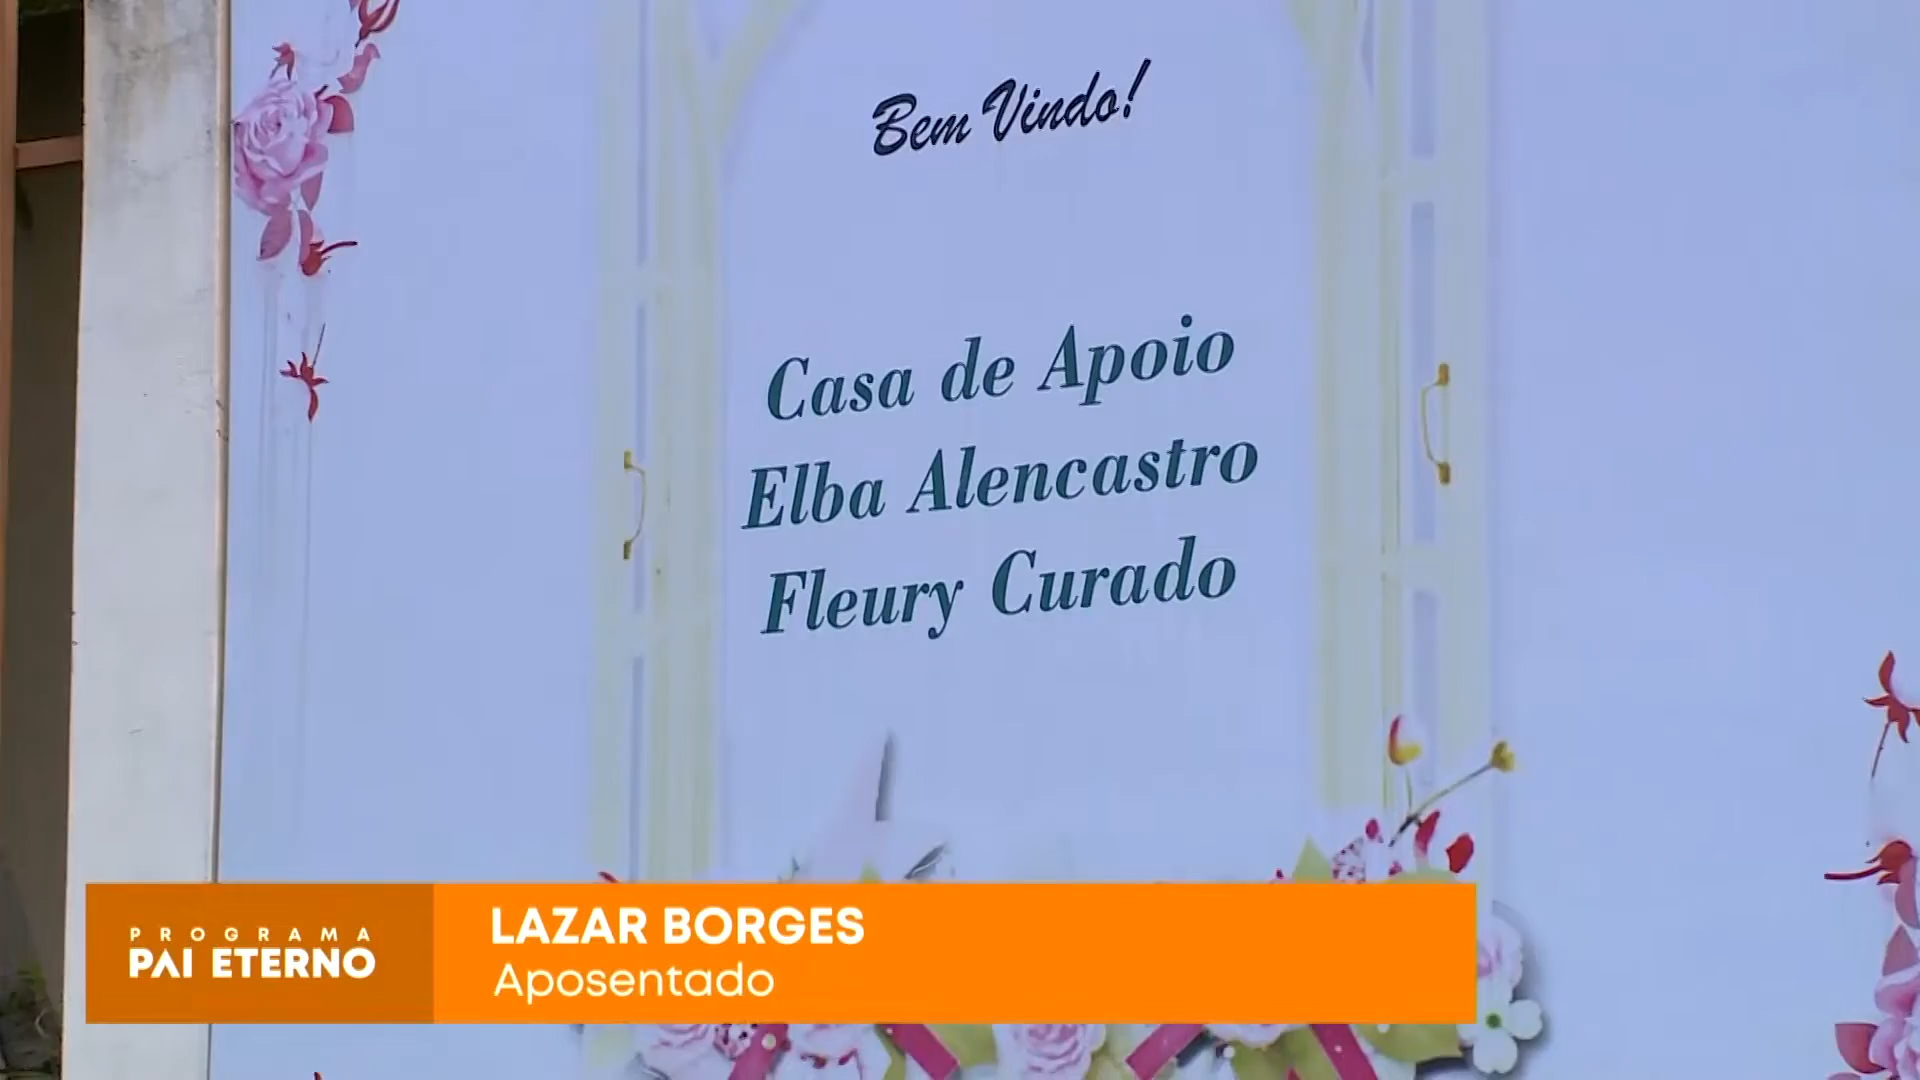 Bem Vindo!
Casa de Apoio
Elba Alencastro
Fleury Curado
PROGRAMA
PAI ETERNO
LAZAR BORGES
Aposentado